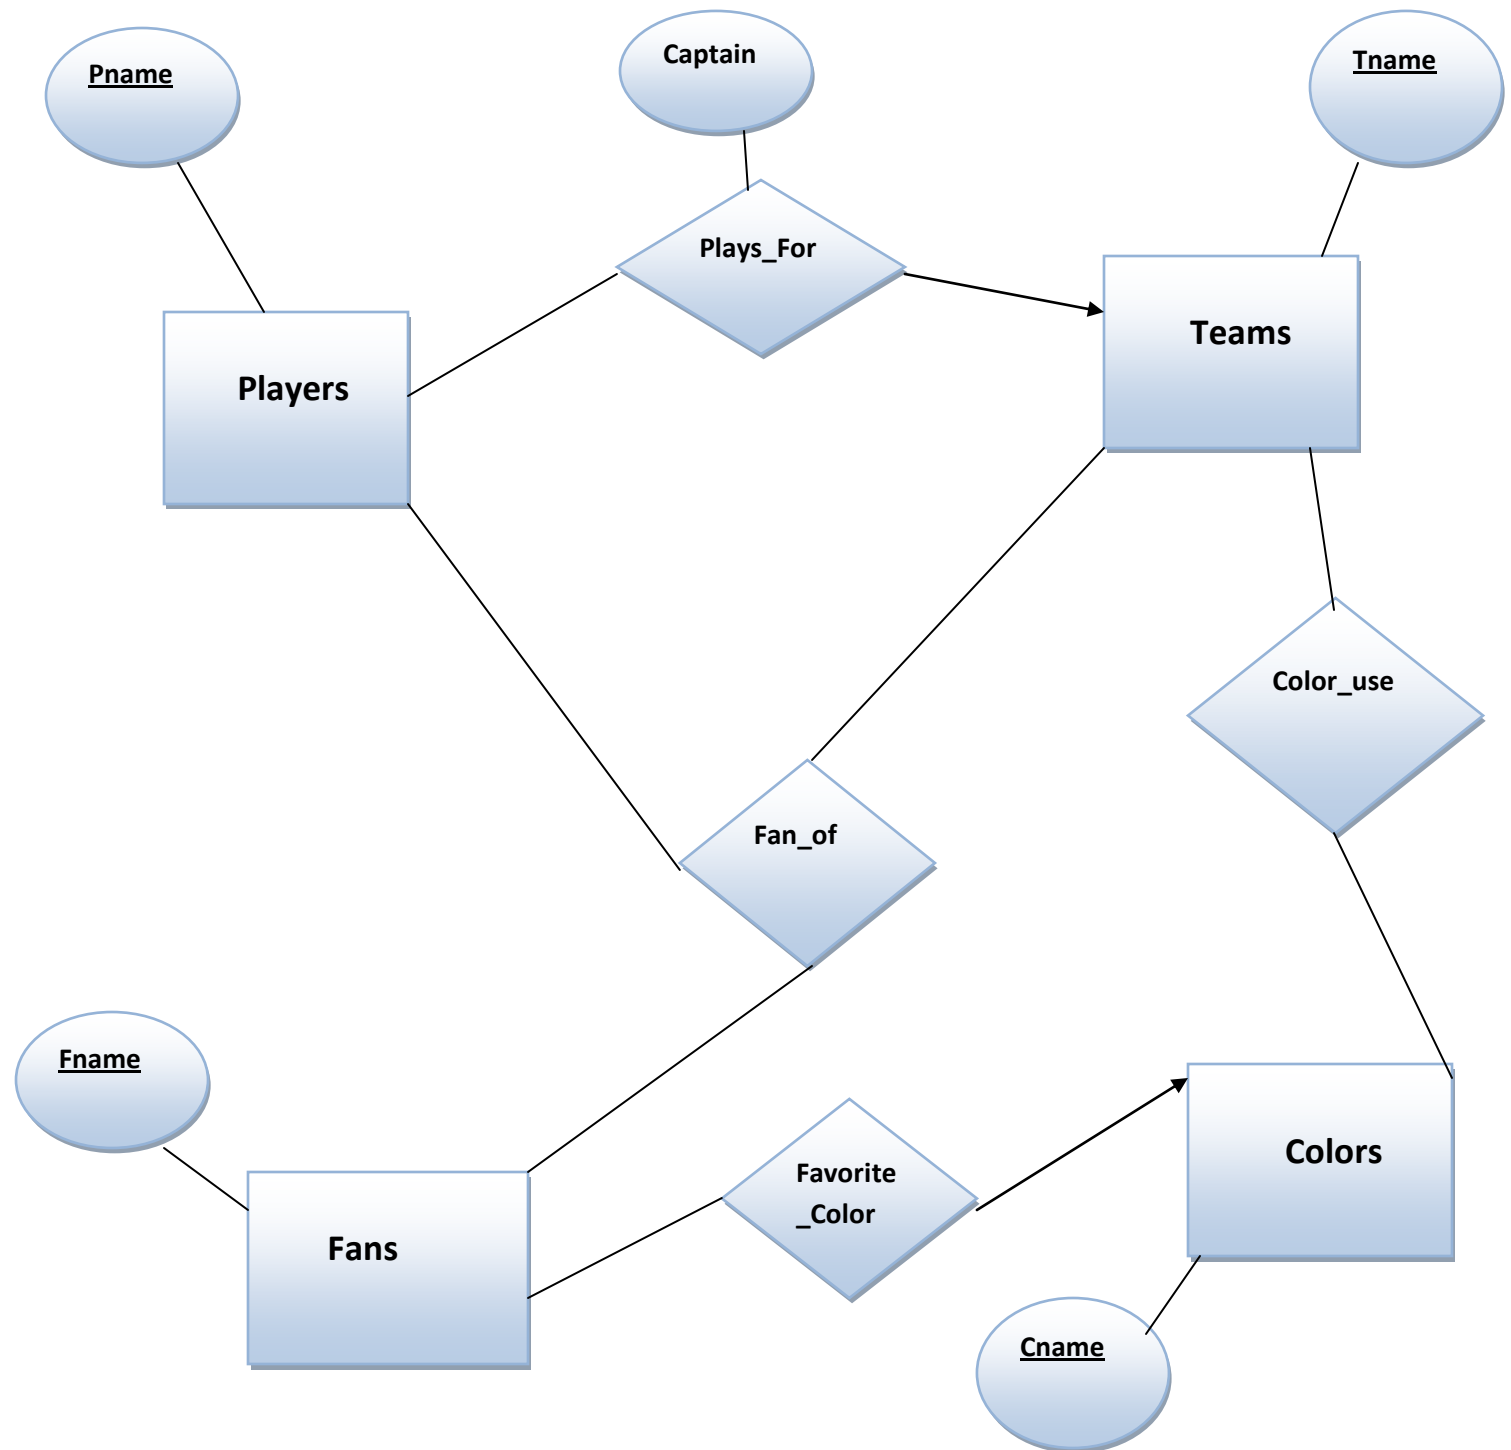 Pname
Captain
Tname
Plays_For
Teams
Players
Color_use
Fan_of
Fname
Favorite
_Color
Colors
Fans
Cname